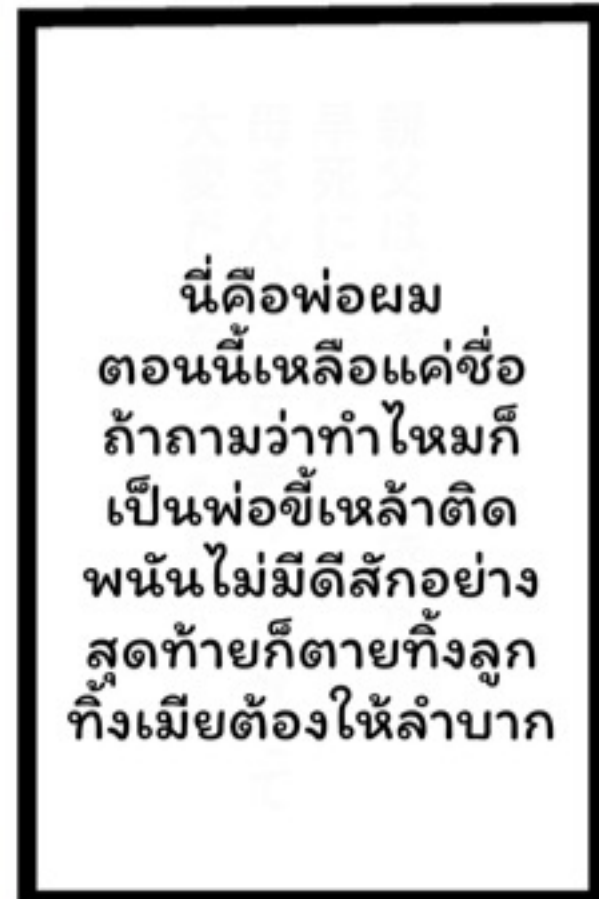 นี่คือพ่อผม
ตอนนี้เหลือแค่ชื่อ
ถ้าถามว่าทำไหมก็
เป็นพ่อขี้เหล้าติด
พนันไม่มีดีสักอย่าง
สุดท้ายก็ตายทิ้งลูก
ทิ้งเมียต้องให้ลำบาก